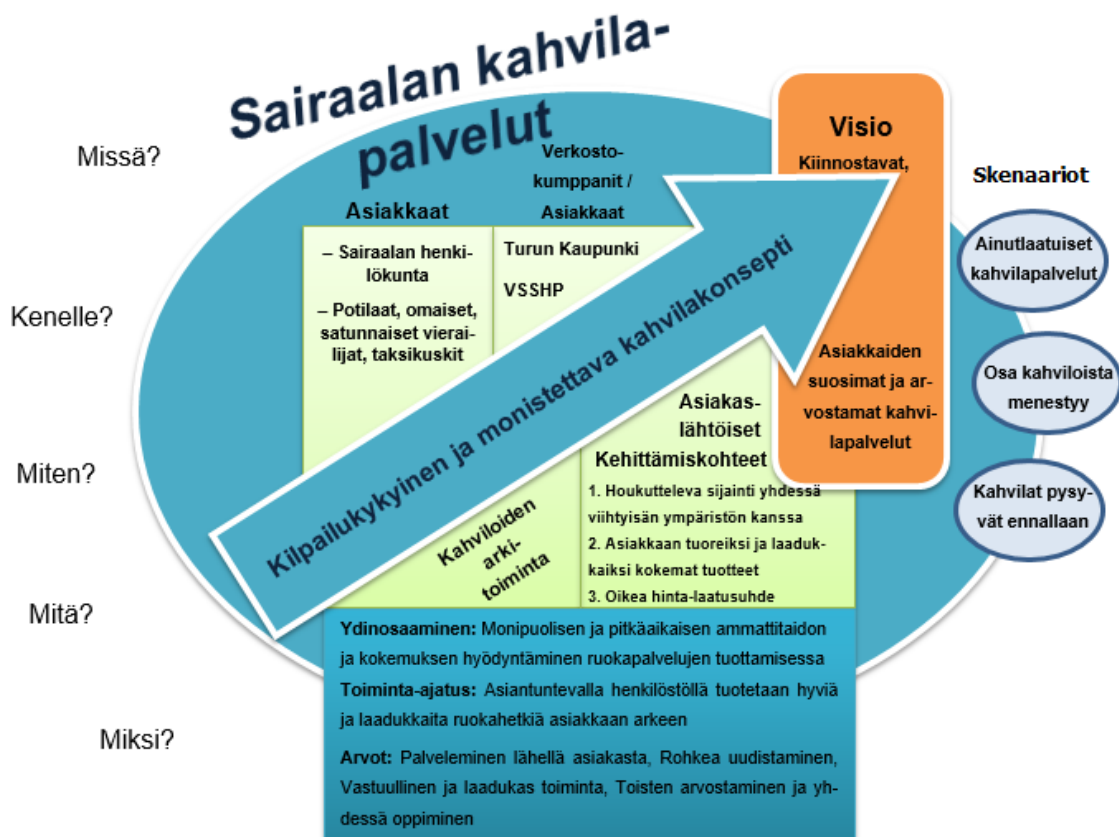 Sairaalan kahvila-
palvelut
Missä?
Kenelle?
Miten?
Mitä?
Miksi?
Asiakkaat
– Sairaalan henki-
lökunta
– Potilaat, omaiset,
satunnaiset vierai-
lijat, taksikuskit
Verkosto-
kumppanit /
Asiakkaat
Turun Kaupunki
VSSHP
Kilpailukykyinen ja monistettava kahvilakonsepti
Visio
Kiinnostavat,
Asiakkaiden
suosimat ja ar-
vostamat kahvi-
lapalvelut
Skenaariot
Ainutlaatuiset
kahvilapalvelut
Osa kahviloista
menestyy
Kahvilat pysy-
vät ennallaan
Kahviloiden
arki-
toiminta
Asiakas-
lähtöiset
Kehittämiskohteet
1. Houkutteleva sijainti yhdessä
viihtyisän ympäristön kanssa
2. Asiakkaan tuoreiksi ja laaduk-
kaiksi kokemat tuotteet
3. Oikea hinta-laatusuhde
Ydinosaaminen: Monipuolisen ja pitkäaikaisen ammattitaidon
ja kokemuksen hyödyntäminen ruokapalvelujen tuottamisessa
Toiminta-ajatus: Asiantuntevalla henkilöstöllä tuotetaan hyviä
ja laadukkaita ruokahetkiä asiakkaan arkeen
Arvot: Palveleminen lähellä asiakasta, Rohkea uudistaminen,
Vastuullinen ja laadukas toiminta, Toisten arvostaminen ja yh-
dessä oppiminen